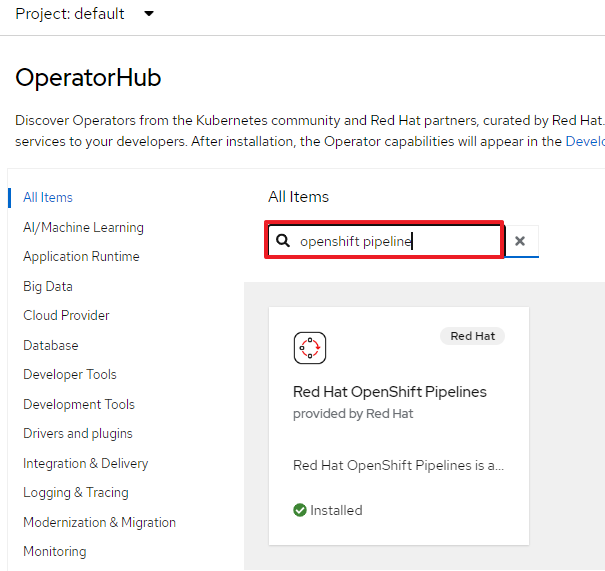 Project: default
OperatorHub
Discover Operators from the Kubernetes community and Red Hat partners, curated by Red Hat.
services to your developers. After installation, the Operator capabilities will appear in the Develo
All Items
AI/Machine Learning
Application Runtime
Big Data
Cloud Provider
Database
Developer Tools
Development Tools
Drivers and plugins
Integration & Delivery
Logging & Tracing
Modernization & Migration
Monitoring
All Items
openshift pipeline
Red Hat
Red Hat OpenShift Pipelines
provided by Red Hat
Red Hat OpenShift Pipelines is a...
Installed